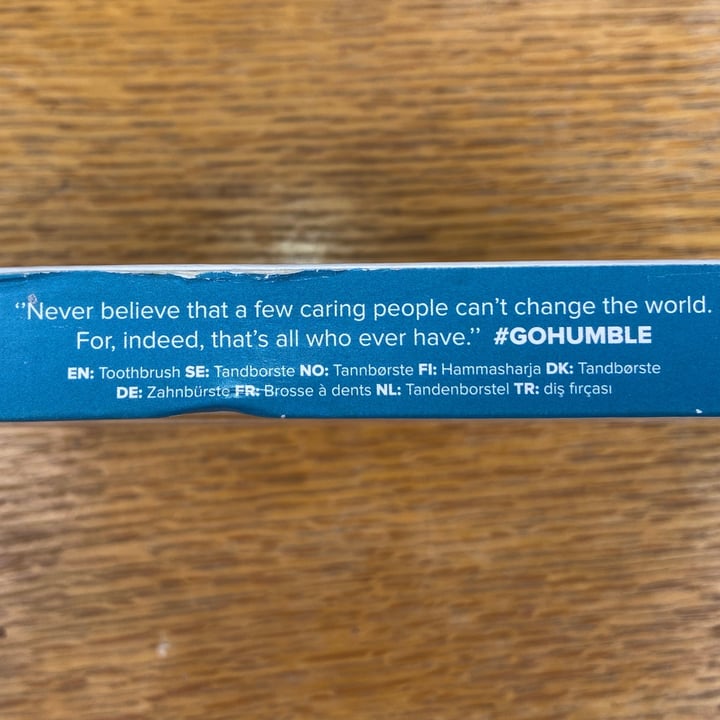 ‘’Never believe that a few caring people can’t change the world.
For, indeed, that’s all who ever have.’’ #GOHUMBLE
EN: Toothbrush SE: Tandborste NO: Tannbørste FI: Hammasharja DK: Tandbørste
DE: Zahnbürste FR: Brosse à dents NL: Tandenborstel TR: diş fırçası